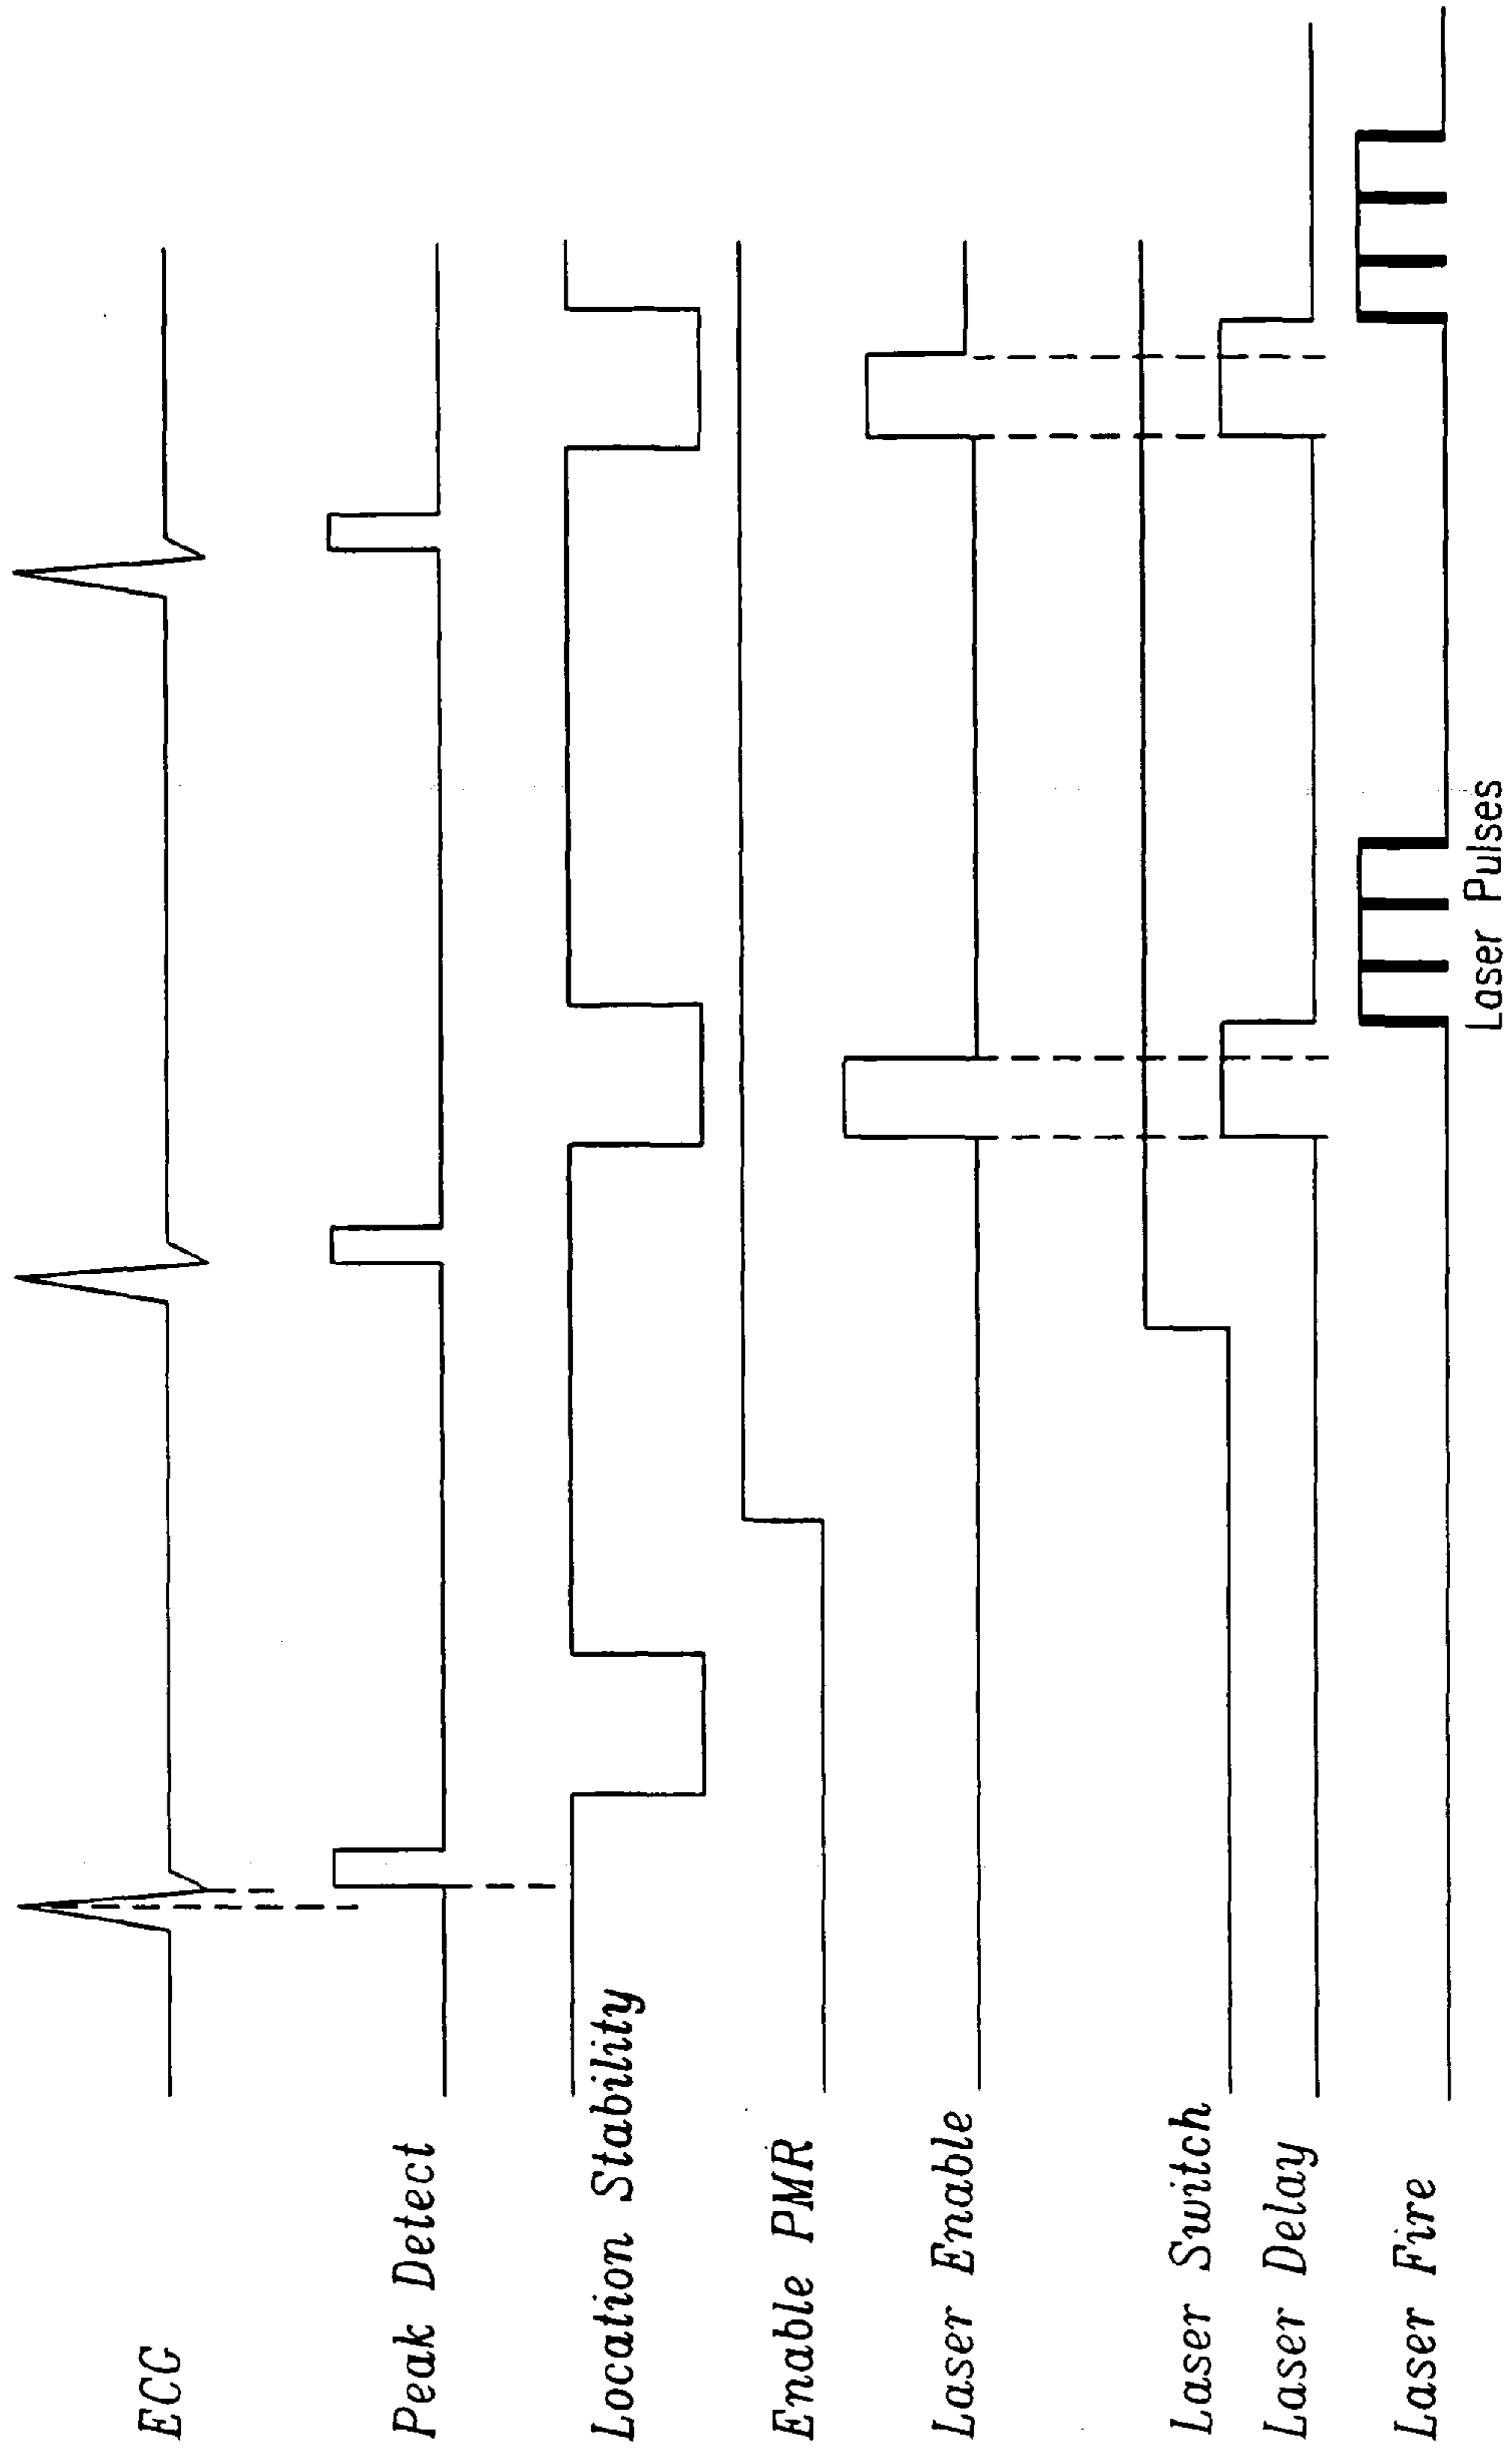 ECG
Peak Detect
Location Stability
Enable PMR
Laser Enable
Laser Switch
Laser Delay
Laser Fire
Laser Pulses